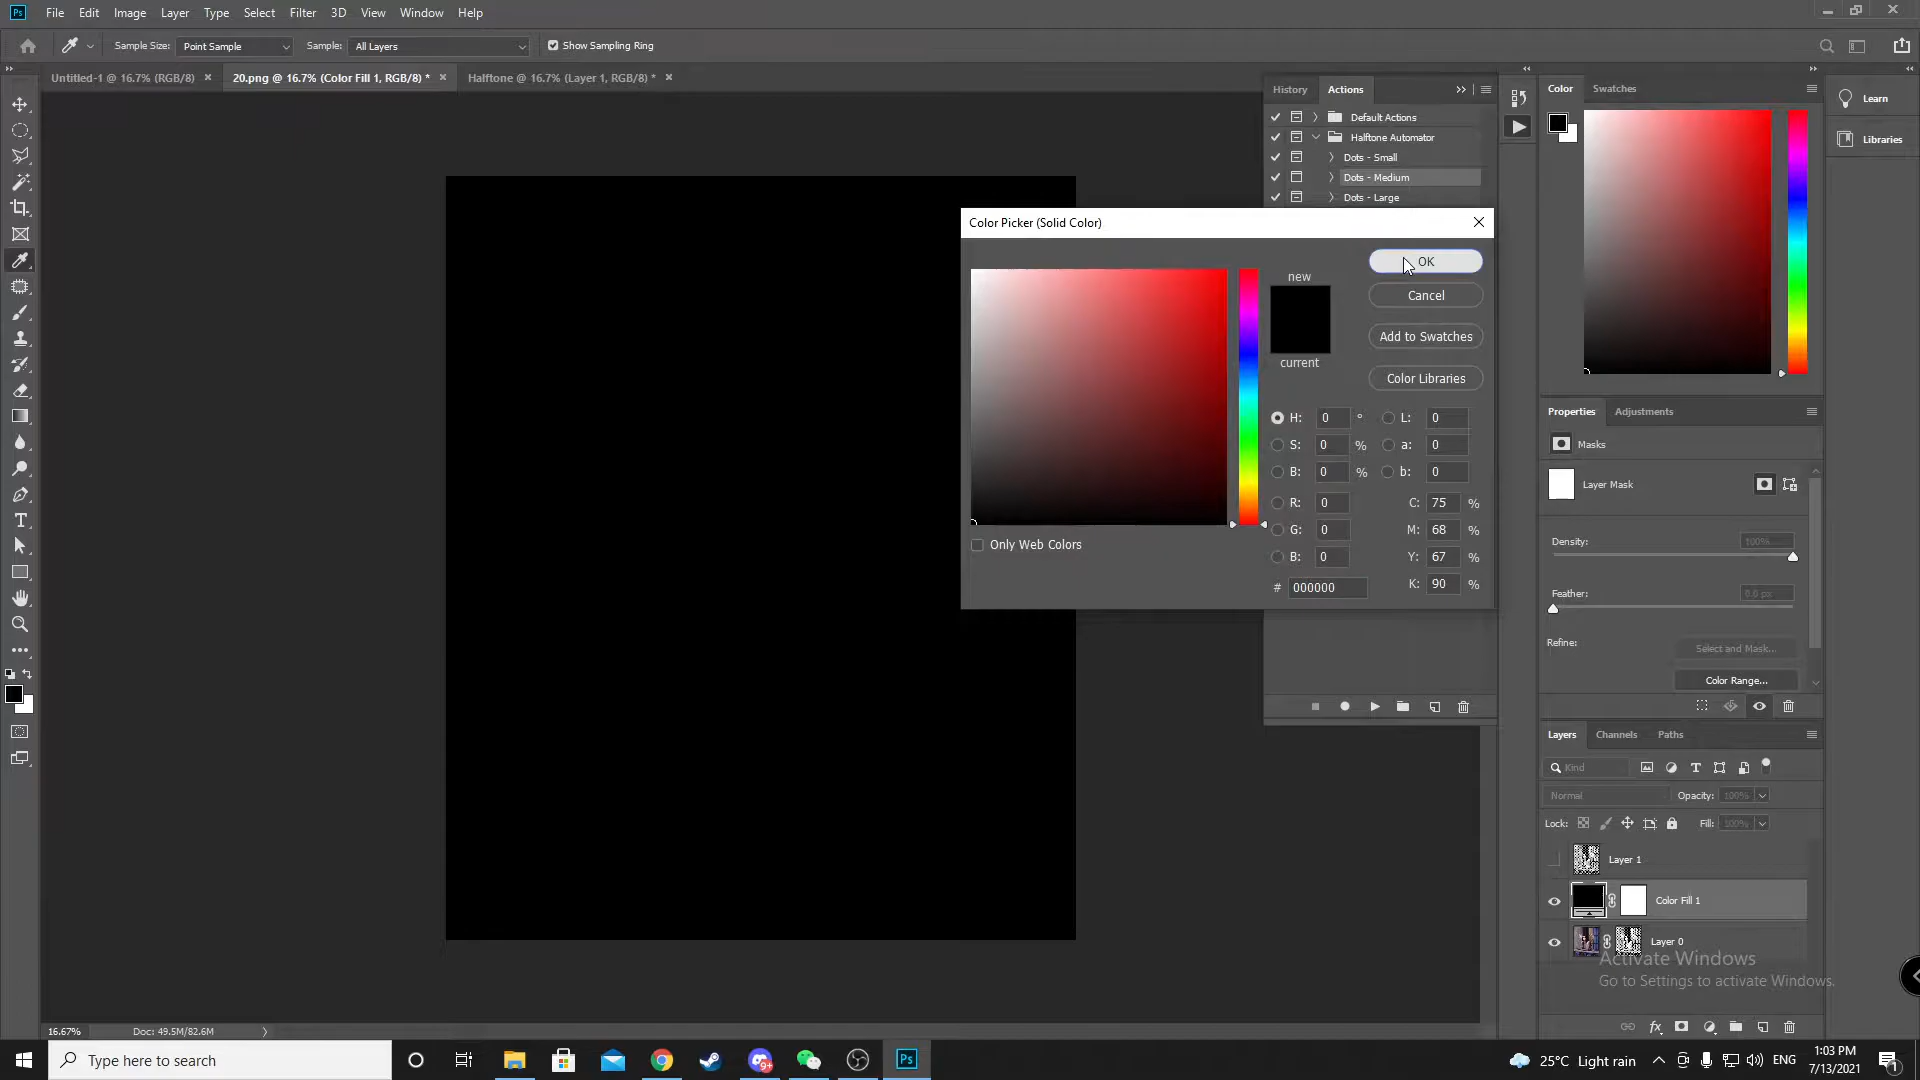 Ps File Edit Image Layer Type Select Filter 3D View Window Help
Sample Size: Point Sample Sample: All Layers Show Sampling Ring
Untitled-1 @ 16.7% (RGB/8) × 20.png @ 16.7% (Color Fill 1, RGB/8) * × Halftone @ 16.7% (Layer 1, RGB/8) * ×
History Actions
Default Actions
Halftone Automator
Dots - Small
Dots - Medium
Dots - Large
Color Picker (Solid Color)
new
current
OK
Cancel
Add to Swatches
Color Libraries
H: 0 ° L: 0
S: 0 % a: 0
B: 0 % b: 0
R: 0 C: 75 %
G: 0 M: 68 %
B: 0 Y: 67 %
# 000000 K: 90 %
Only Web Colors
Color Swatches
Learn
Libraries
Properties Adjustments
Masks
Layer Mask
Density: 100%
Feather: 0.0 px
Refine: Select and Mask...
Color Range...
Layers Channels Paths
Kind
Normal Opacity: 100%
Lock: Fill: 100%
Layer 1
Color Fill 1
Layer 0
Activate Windows
Go to Settings to activate Windows.
16.67% Doc: 49.5M/82.6M
Type here to search
9+
Ps
25°C Light rain
ENG
1:03 PM
7/13/2021
1